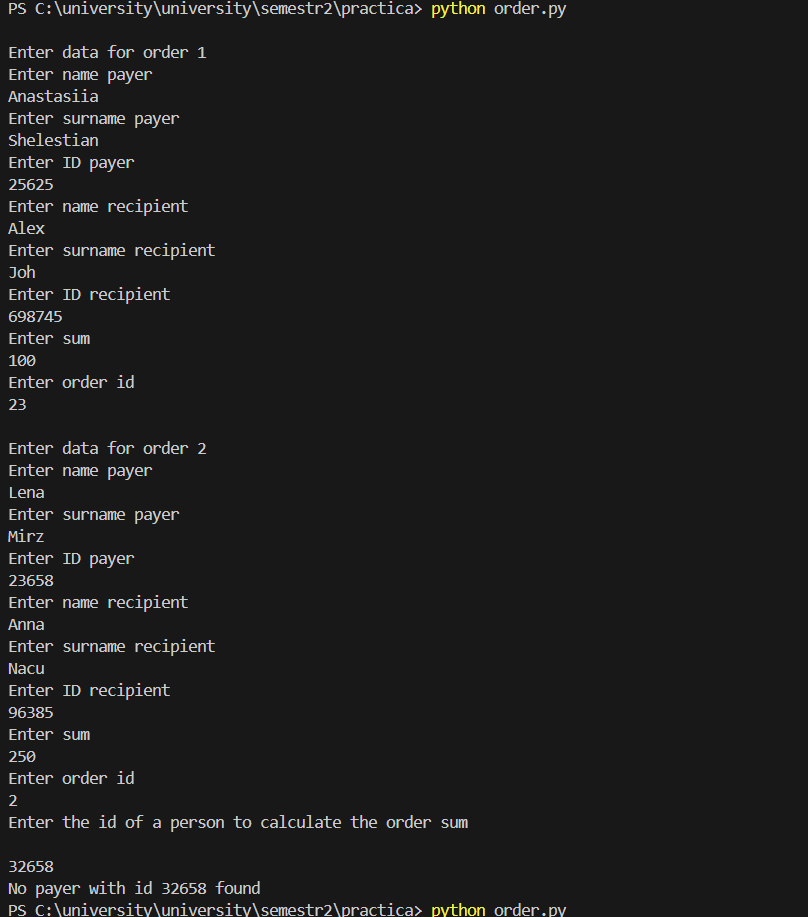 PS C:\university\university\semestr2\practica> python order.py
Enter data for order 1
Enter name payer
Anastasiia
Enter surname payer
Shelestian
Enter ID payer
25625
Enter name recipient
Alex
Enter surname recipient
Joh
Enter ID recipient
698745
Enter sum
100
Enter order id
23
Enter data for order 2
Enter name payer
Lena
Enter surname payer
Mirz
Enter ID payer
23658
Enter name recipient
Anna
Enter surname recipient
Nacu
Enter ID recipient
96385
Enter sum
250
Enter order id
2
Enter the id of a person to calculate the order sum
32658
No payer with id 32658 found
PS C:\university\university\semestr2\practica> python order.py